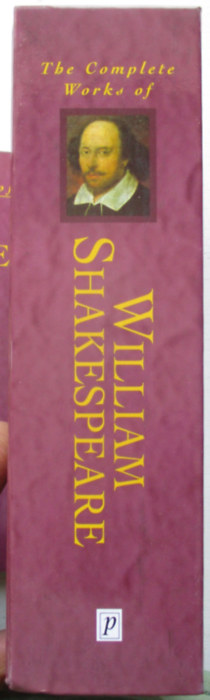 The Complete
Works of
WILLIAM
SHAKESPEARE
p